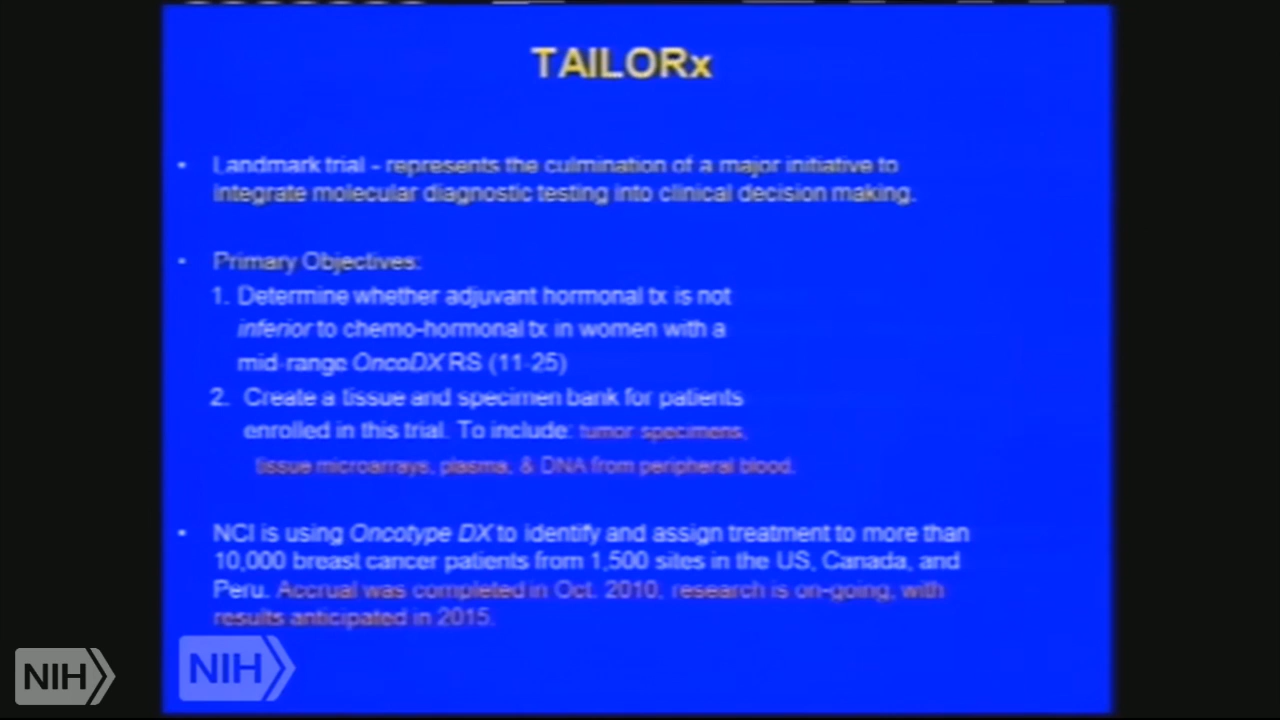 TAILORx
• Landmark trial - represents the culmination of a major initiative to
integrate molecular diagnostic testing into clinical decision making.
• Primary Objectives:
1. Determine whether adjuvant hormonal tx is not
inferior to chemo-hormonal tx in women with a
mid-range OncoDX RS (11-25)
2. Create a tissue and specimen bank for patients
enrolled in this trial. To include: tumor specimens,
tissue microarrays, plasma, & DNA from peripheral blood.
• NCI is using Oncotype DX to identify and assign treatment to more than
10,000 breast cancer patients from 1,500 sites in the US, Canada, and
Peru. Accrual was completed in Oct. 2010, research is on-going, with
results anticipated in 2015.
NIH
NIH